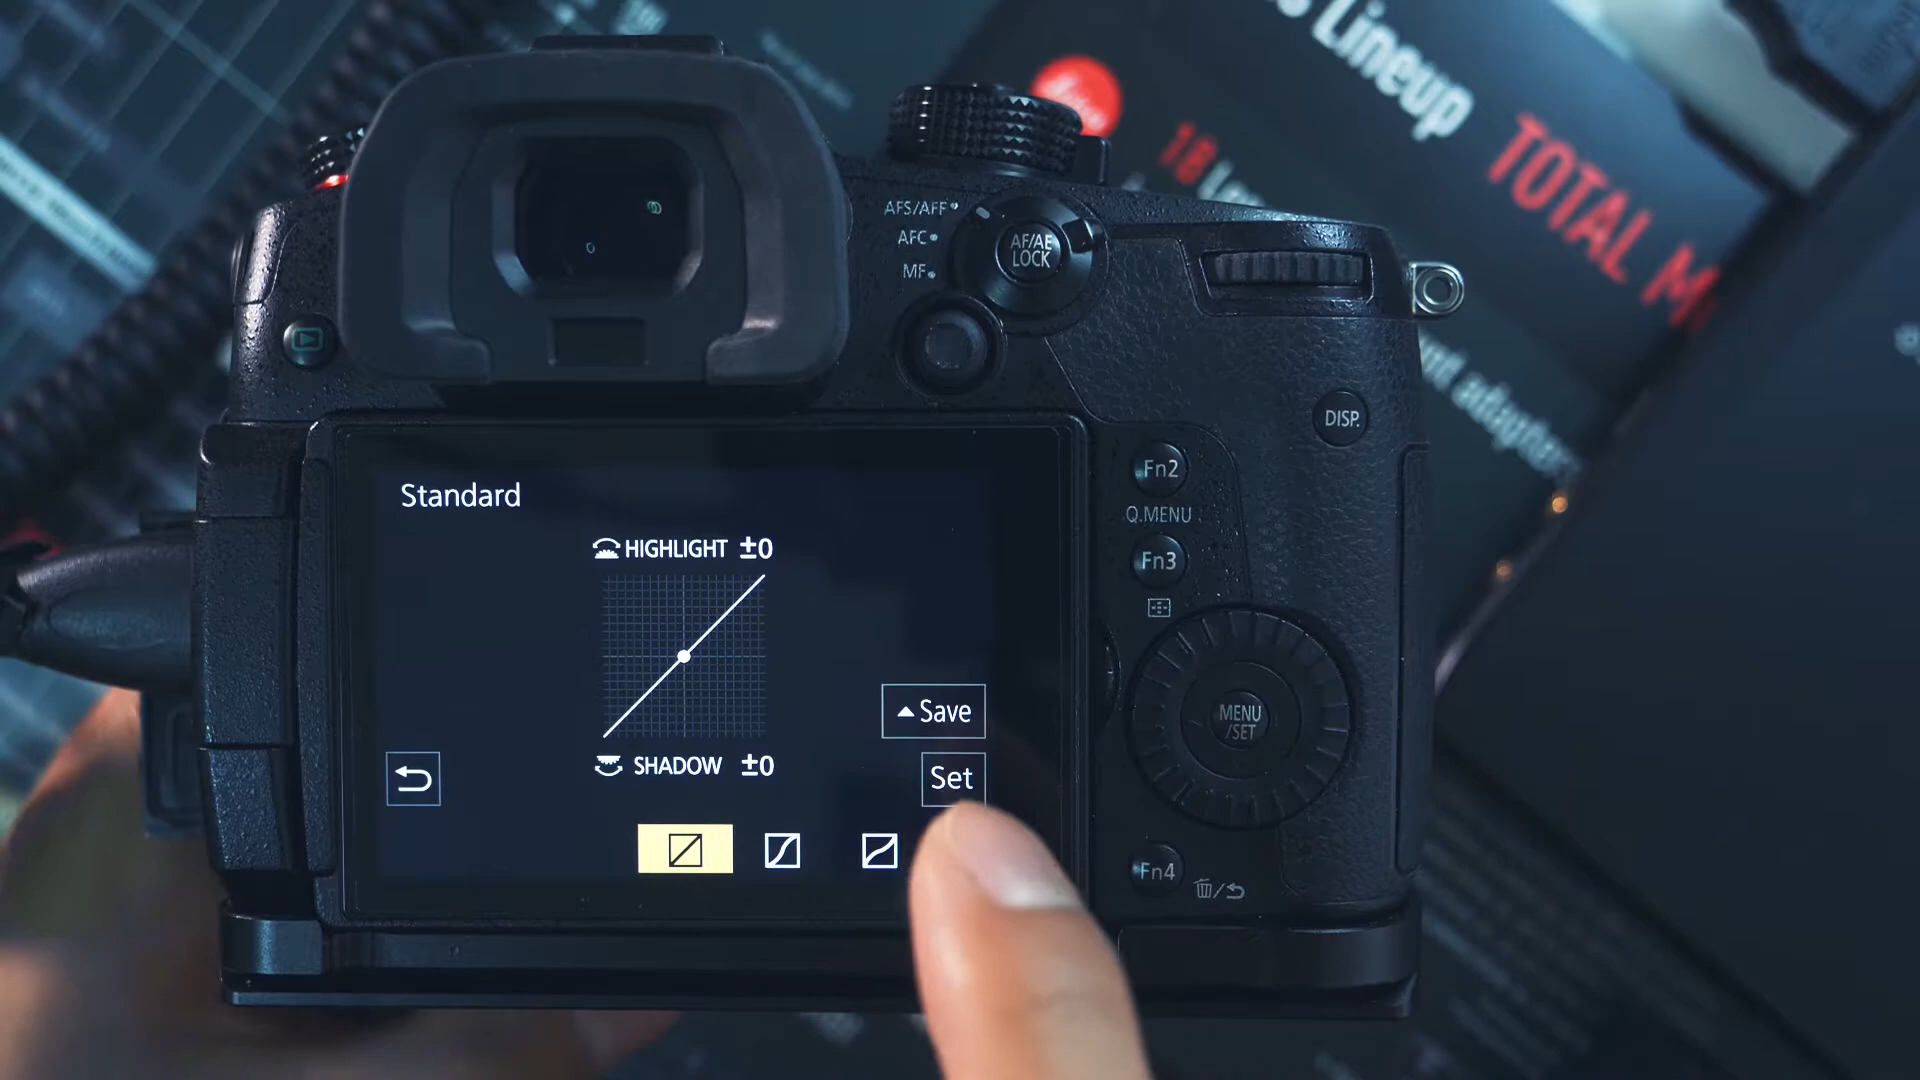 Lineup
18
TOTAL
AFS/AFF
AFC
MF
AF/AE
LOCK
DISP.
Fn2
Q.MENU
Fn3
MENU
/SET
Fn4
Standard
HIGHLIGHT ±0
SHADOW ±0
Save
Set